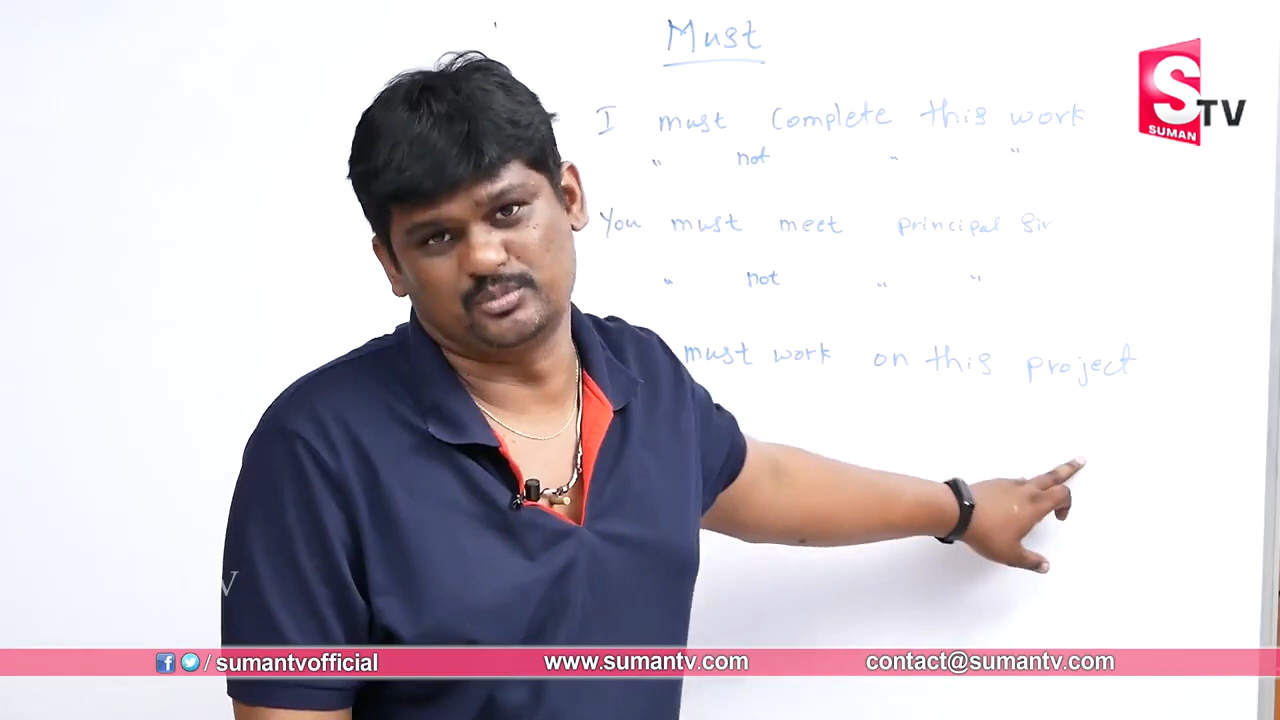 Must
I must complete this work
" not " "
You must meet principal Sir
" not " "
must work on this project
S TV
SUMAN
V
/ sumantvofficial
www.sumantv.com
contact@sumantv.com